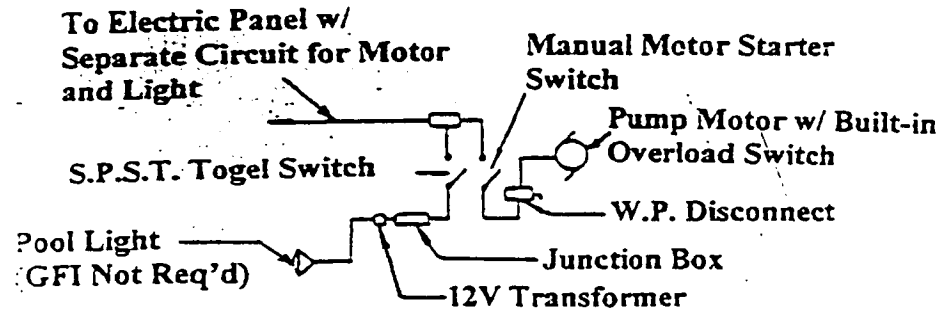 To Electric Panel w/
Separate Circuit for Motor
and Light
Manual Motor Starter
Switch
Pump Motor w/ Built-in
Overload Switch
S.P.S.T. Togel Switch
W.P. Disconnect
Pool Light
(GFI Not Req'd)
Junction Box
12V Transformer